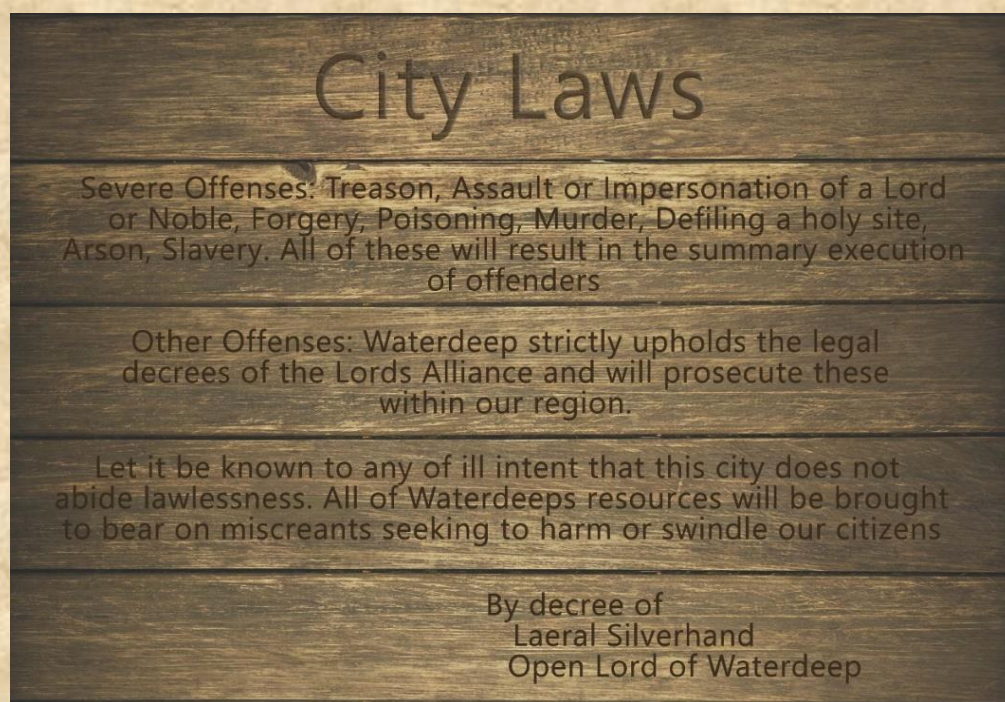 City Laws
Severe Offenses: Treason, Assault or Impersonation of a Lord
or Noble, Forgery, Poisoning, Murder, Defiling a holy site,
Arson, Slavery. All of these will result in the summary execution
of offenders
Other Offenses: Waterdeep strictly upholds the legal
decrees of the Lords Alliance and will prosecute these
within our region.
Let it be known to any of ill intent that this city does not
abide lawlessness. All of Waterdeeps resources will be brought
to bear on miscreants seeking to harm or swindle our citizens
By decree of
Laeral Silverhand
Open Lord of Waterdeep